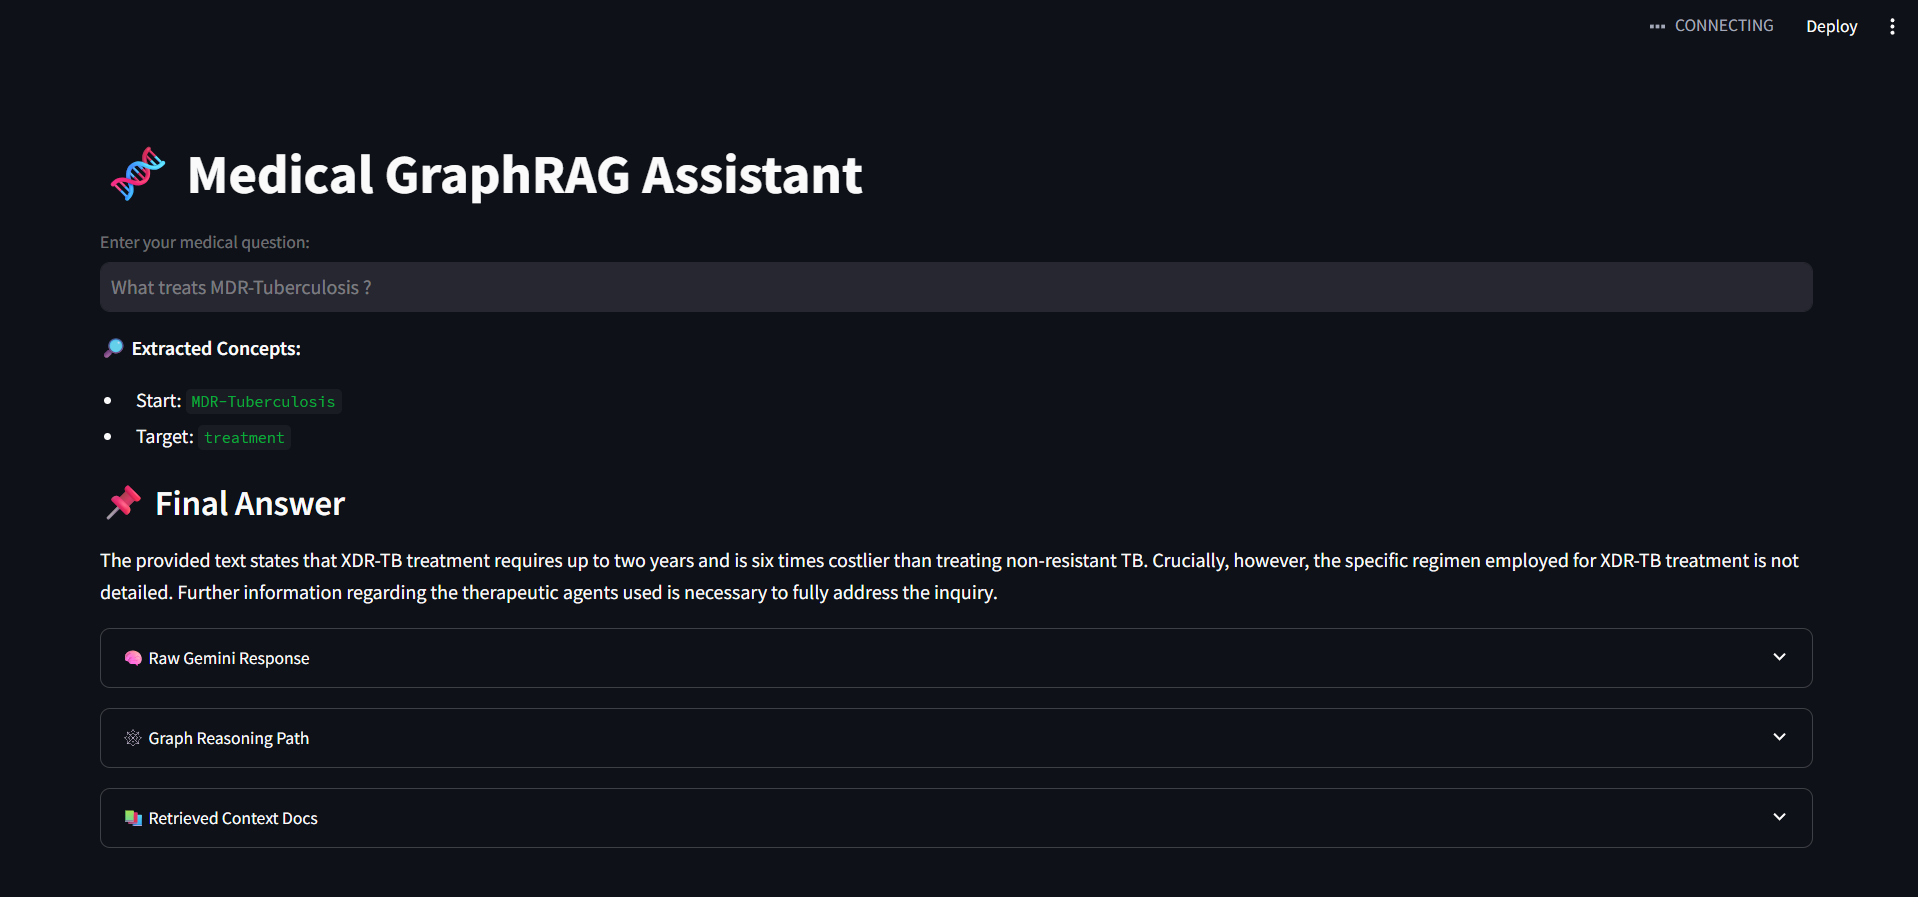 CONNECTING Deploy
Medical GraphRAG Assistant
Enter your medical question:
What treats MDR-Tuberculosis ?
Extracted Concepts:
Start: MDR-Tuberculosis
Target: treatment
Final Answer
The provided text states that XDR-TB treatment requires up to two years and is six times costlier than treating non-resistant TB. Crucially, however, the specific regimen employed for XDR-TB treatment is not
detailed. Further information regarding the therapeutic agents used is necessary to fully address the inquiry.
Raw Gemini Response
Graph Reasoning Path
Retrieved Context Docs